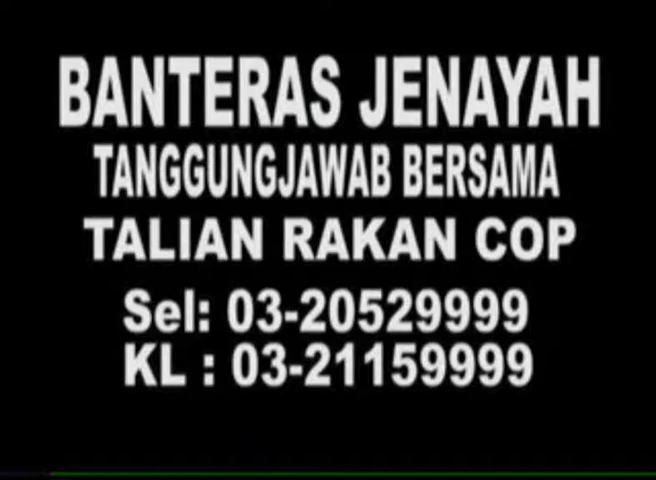 BANTERAS JENAYAH
TANGGUNGJAWAB BERSAMA
TALIAN RAKAN COP
Sel: 03-20529999
KL : 03-21159999